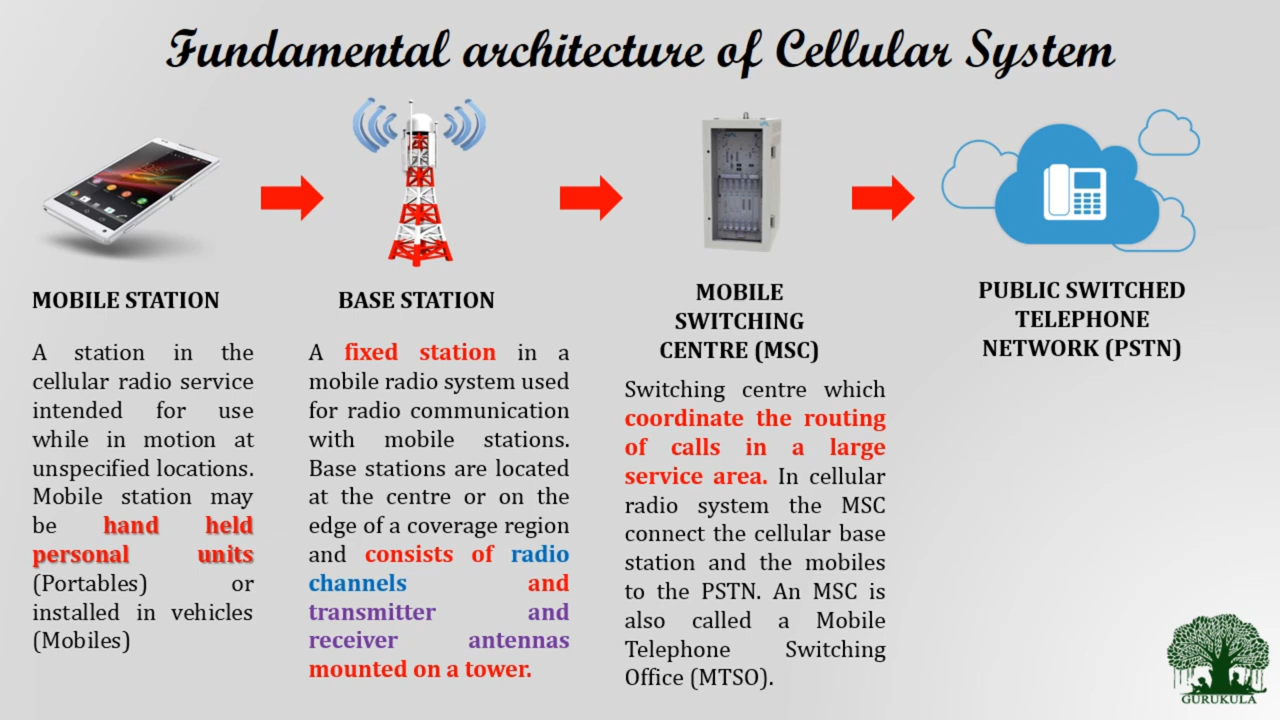 Fundamental architecture of Cellular System
MOBILE STATION
A station in the
cellular radio service
intended for use
while in motion at
unspecified locations.
Mobile station may
be hand held
personal units
(Portables) or
installed in vehicles
(Mobiles)
BASE STATION
A fixed station in a
mobile radio system used
for radio communication
with mobile stations.
Base stations are located
at the centre or on the
edge of a coverage region
and consists of radio
channels and
transmitter and
receiver antennas
mounted on a tower.
MOBILE
SWITCHING
CENTRE (MSC)
Switching centre which
coordinate the routing
of calls in a large
service area. In cellular
radio system the MSC
connect the cellular base
station and the mobiles
to the PSTN. An MSC is
also called a Mobile
Telephone Switching
Office (MTSO).
PUBLIC SWITCHED
TELEPHONE
NETWORK (PSTN)
GURUKULA